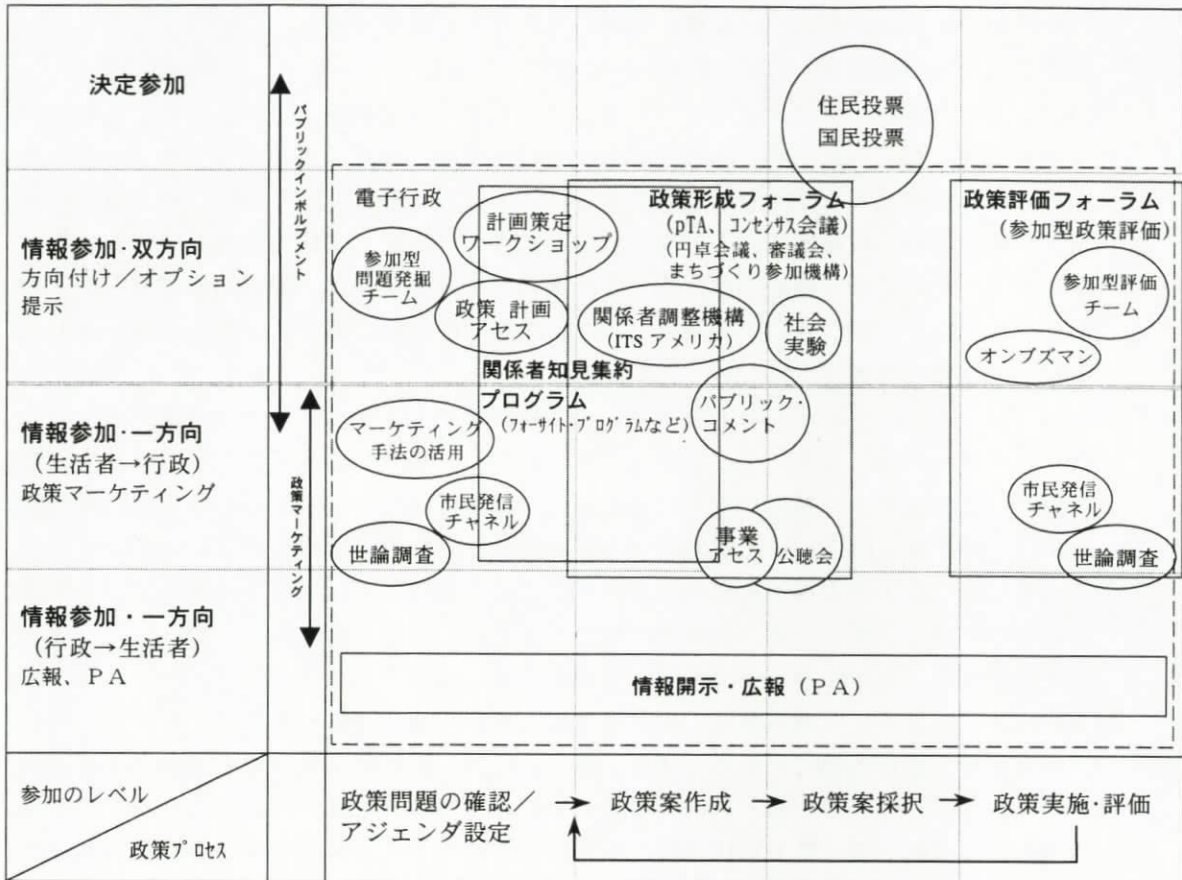 決定参加
パブリックインボルブメント
住民投票
国民投票
情報参加・双方向
方向付け／オプション
提示
電子行政
参加型
問題発掘
チーム
計画策定
ワークショップ
政策 計画
アセス
政策形成フォーラム
(pTA、コンセンサス会議)
(円卓会議、審議会、
まちづくり参加機構)
関係者調整機構
(ITS アメリカ)
社会
実験
政策評価フォーラム
(参加型政策評価)
参加型評価
チーム
オンブズマン
関係者知見集約
プログラム
(フォーサイト・プログラムなど)
パブリック・
コメント
情報参加・一方向
(生活者→行政)
政策マーケティング
政策マーケティング
マーケティング
手法の活用
市民発信
チャネル
世論調査
事業
アセス
公聴会
市民発信
チャネル
世論調査
情報参加・一方向
(行政→生活者)
広報、ＰＡ
情報開示・広報（ＰＡ）
参加のレベル
政策プロセス
政策問題の確認／
アジェンダ設定
→ 政策案作成 → 政策案採択 → 政策実施・評価